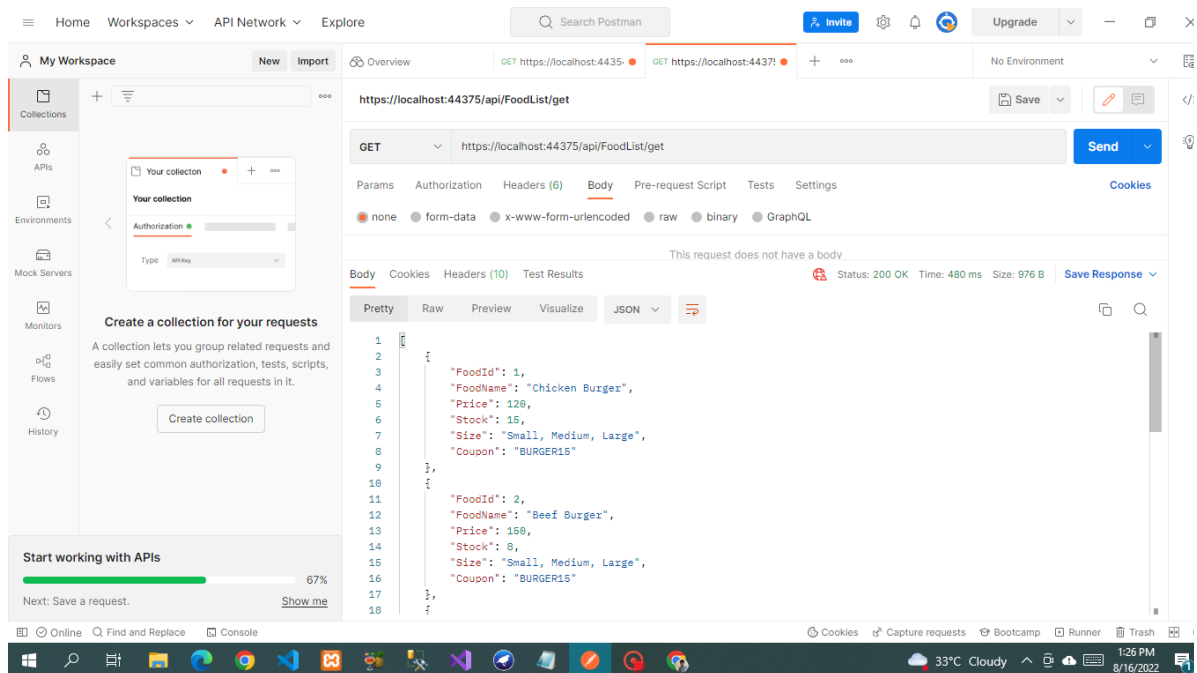 Home Workspaces API Network Explore Search Postman Invite Upgrade
My Workspace New Import Overview GET https://localhost:4435 GET https://localhost:4437 No Environment
Collections
APIs
Environments
Mock Servers
Monitors
Flows
History
Your collecton
Your collection
Authorization
Type API Key
Create a collection for your requests
A collection lets you group related requests and
easily set common authorization, tests, scripts,
and variables for all requests in it.
Create collection
Start working with APIs
67%
Next: Save a request. Show me
https://localhost:44375/api/FoodList/get Save
GET https://localhost:44375/api/FoodList/get Send
Params Authorization Headers (6) Body Pre-request Script Tests Settings Cookies
none form-data x-www-form-urlencoded raw binary GraphQL
This request does not have a body
Body Cookies Headers (10) Test Results Status: 200 OK Time: 480 ms Size: 976 B Save Response
Pretty Raw Preview Visualize JSON
1 [
2 {
3 "FoodId": 1,
4 "FoodName": "Chicken Burger",
5 "Price": 120,
6 "Stock": 15,
7 "Size": "Small, Medium, Large",
8 "Coupon": "BURGER15"
9 },
10 {
11 "FoodId": 2,
12 "FoodName": "Beef Burger",
13 "Price": 150,
14 "Stock": 8,
15 "Size": "Small, Medium, Large",
16 "Coupon": "BURGER15"
17 },
18 {
Online Find and Replace Console Cookies Capture requests Bootcamp Runner Trash
33°C Cloudy 1:26 PM
8/16/2022